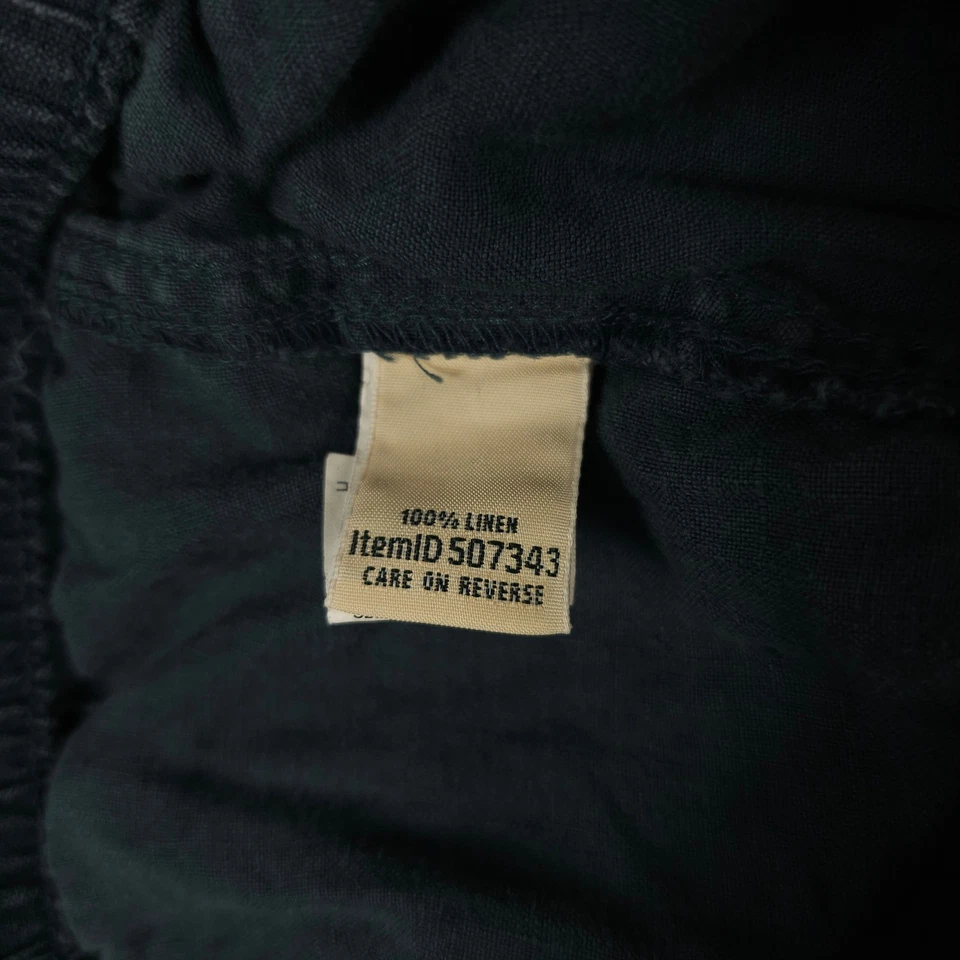 100% LINEN
ItemID 507343
CARE ON REVERSE